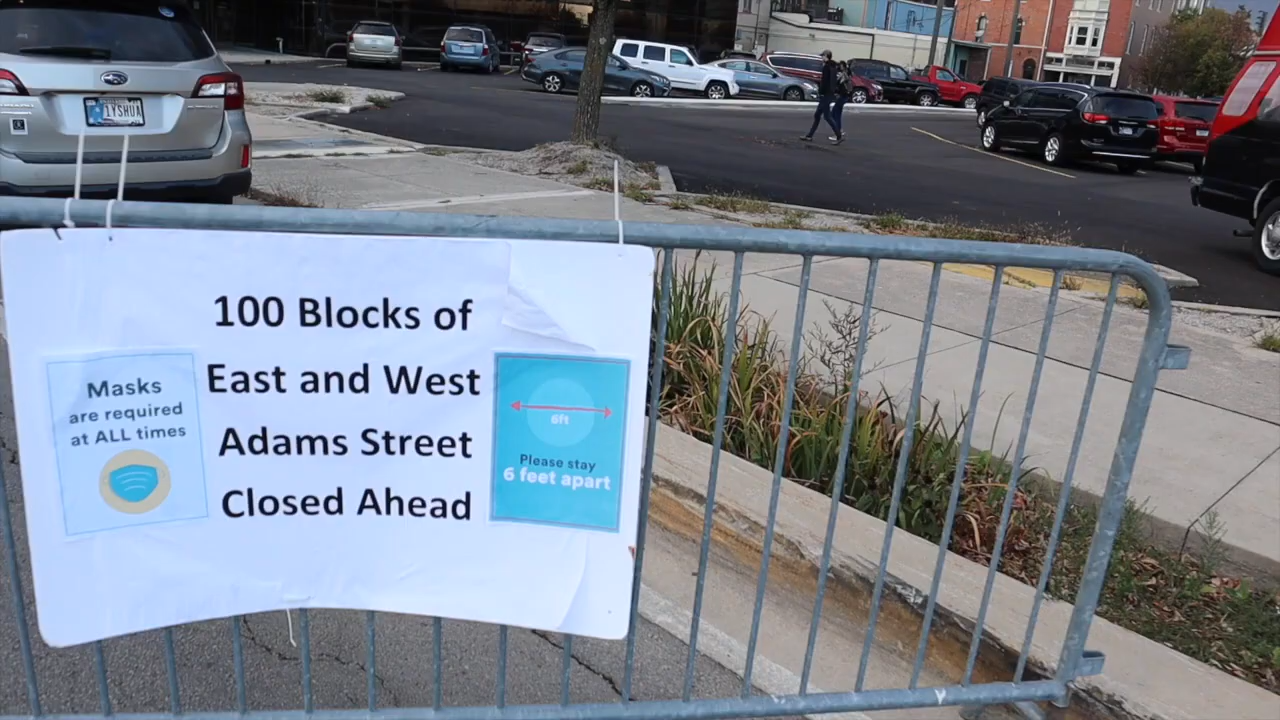 1YSHUA
100 Blocks of
East and West
Adams Street
Closed Ahead
Masks
are required
at ALL times
6ft
Please stay
6 feet apart